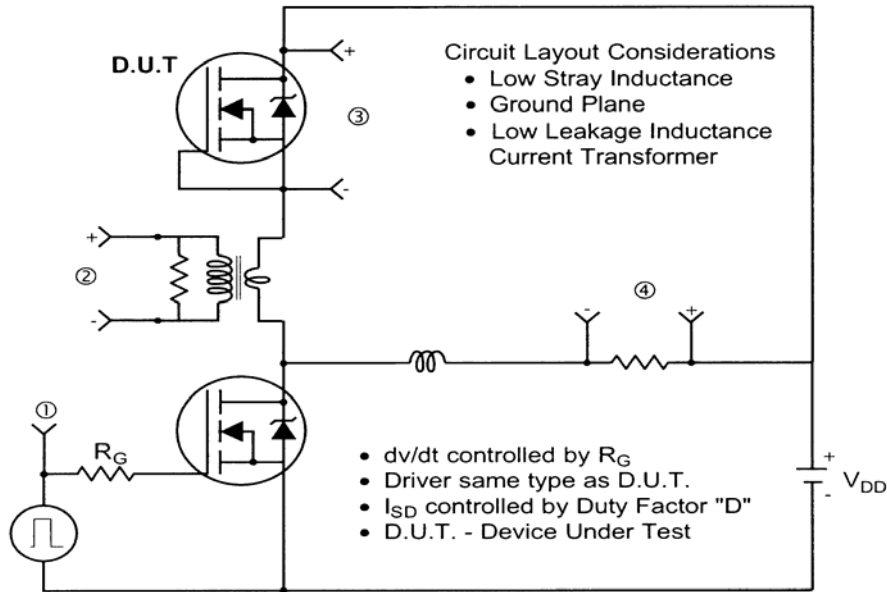 D.U.T
+
③
-
Circuit Layout Considerations
• Low Stray Inductance
• Ground Plane
• Low Leakage Inductance
Current Transformer
+
②
-
④
- +
①
R_G
• dv/dt controlled by R_G
• Driver same type as D.U.T.
• I_SD controlled by Duty Factor "D"
• D.U.T. - Device Under Test
+
V_DD
-